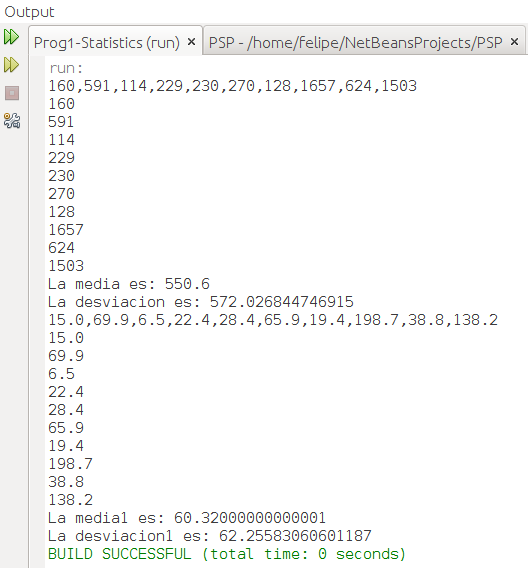 Output
Prog1-Statistics (run) × PSP - /home/felipe/NetBeansProjects/PSP ×
run:
160,591,114,229,230,270,128,1657,624,1503
160
591
114
229
230
270
128
1657
624
1503
La media es: 550.6
La desviacion es: 572.026844746915
15.0,69.9,6.5,22.4,28.4,65.9,19.4,198.7,38.8,138.2
15.0
69.9
6.5
22.4
28.4
65.9
19.4
198.7
38.8
138.2
La media1 es: 60.32000000000001
La desviacion1 es: 62.25583060601187
BUILD SUCCESSFUL (total time: 0 seconds)